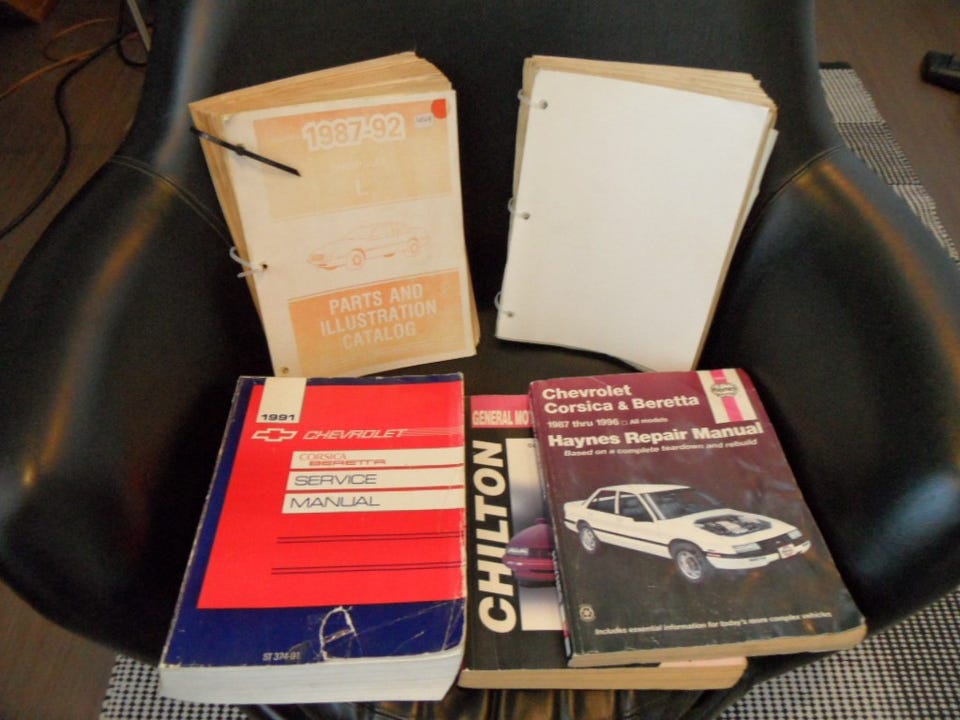 1987-92
L
PARTS AND
ILLUSTRATION
CATALOG
1991
CHEVROLET
CORSICA
BERETTA
SERVICE
MANUAL
ST 374-91
GENERAL MO
CHILTON
Chevrolet
Corsica & Beretta
1987 thru 1996 □ All models
Haynes Repair Manual
Based on a complete teardown and rebuild
Includes essential information for today's more complex vehicles